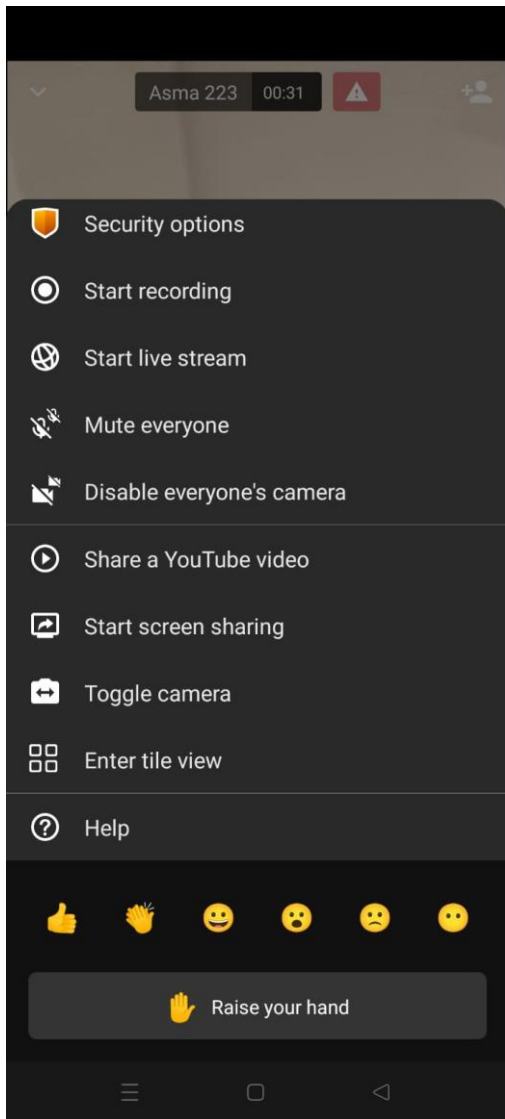 Asma 223 00:31
Security options
Start recording
Start live stream
Mute everyone
Disable everyone's camera
Share a YouTube video
Start screen sharing
Toggle camera
Enter tile view
Help
Raise your hand